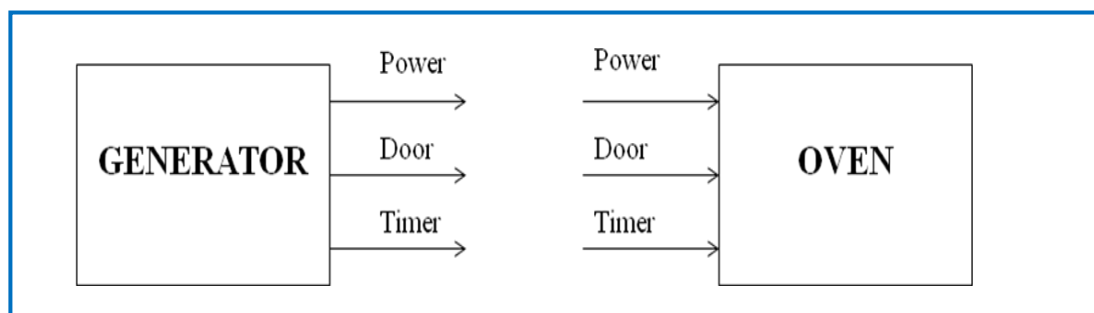 Power
Power
GENERATOR
Door
Door
OVEN
Timer
Timer